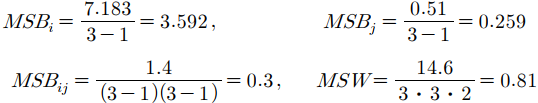 MSB_i = 7.183 / (3 − 1) = 3.592 , MSB_j = 0.51 / (3 − 1) = 0.259
MSB_ij = 1.4 / ((3 − 1)(3 − 1)) = 0.3 , MSW = 14.6 / (3 · 3 · 2) = 0.81